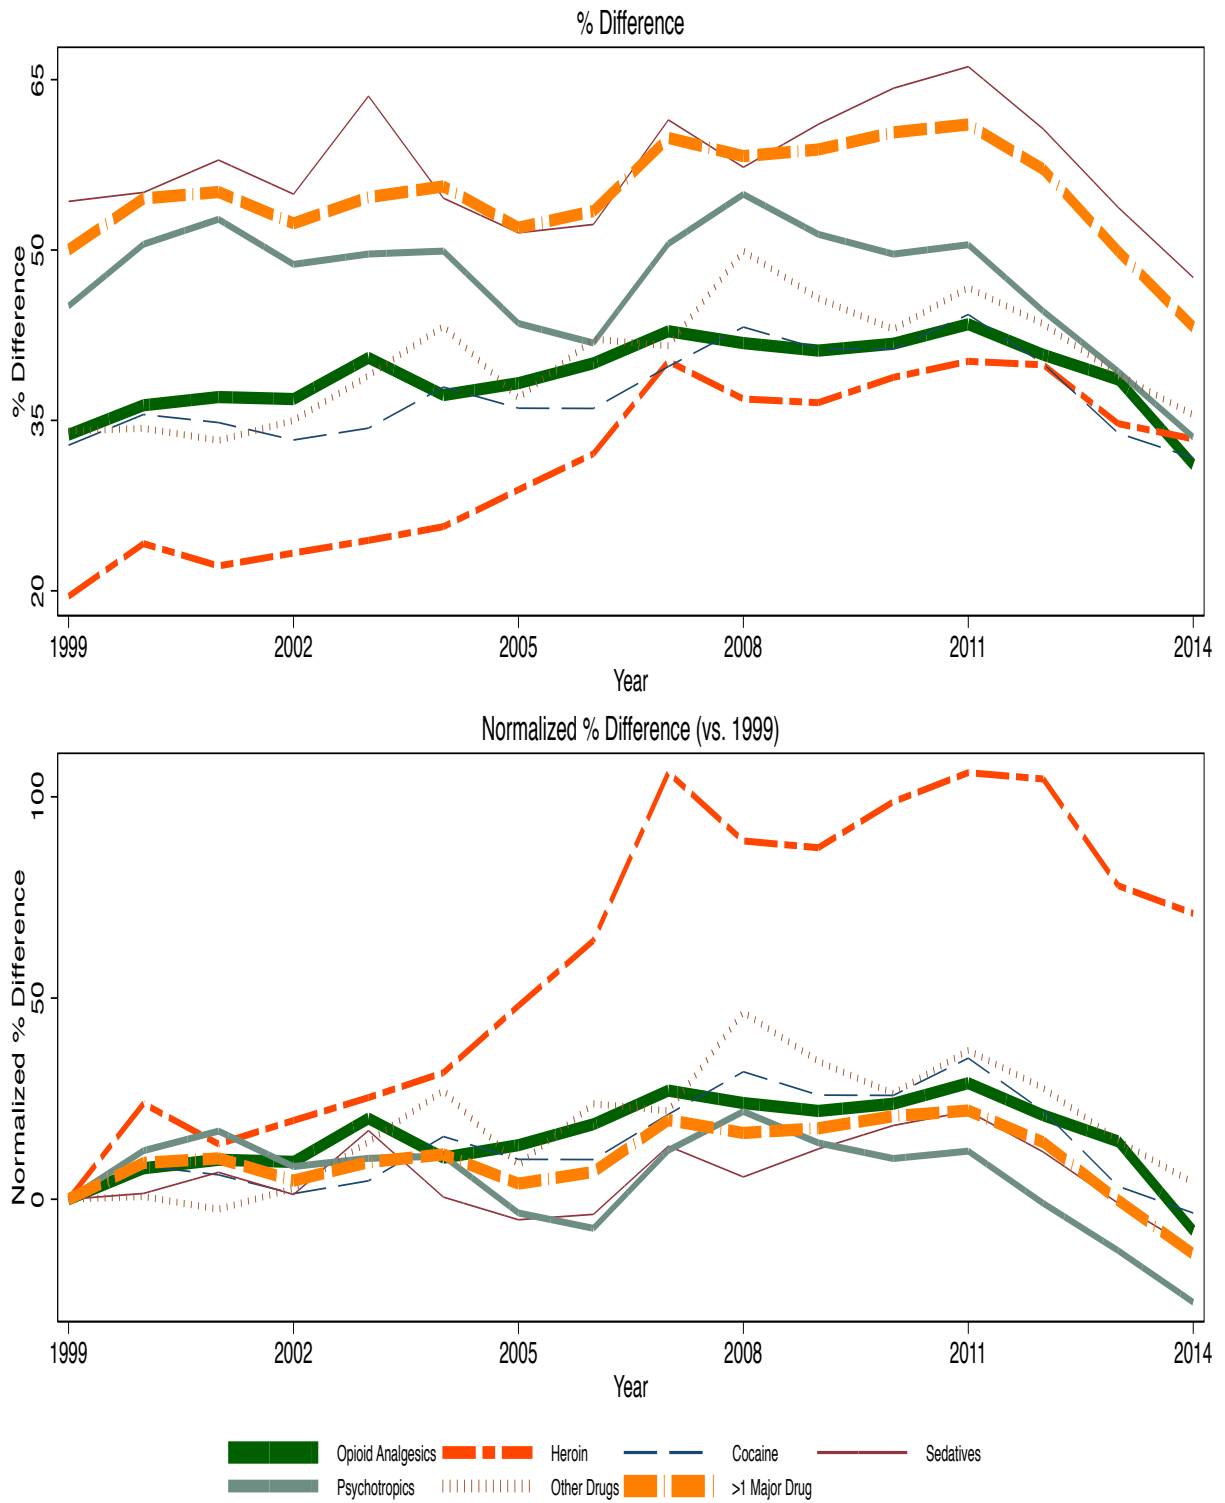 % Difference
% Difference
65
50
35
20
1999 2002 2005 2008 2011 2014
Year
Normalized % Difference (vs. 1999)
Normalized % Difference
100
50
0
1999 2002 2005 2008 2011 2014
Year
Opioid Analgesics Heroin Cocaine Sedatives
Psychotropics Other Drugs >1 Major Drug